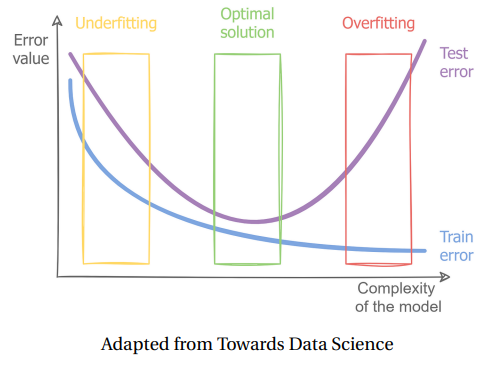 Error
value
Underfitting
Optimal
solution
Overfitting
Test
error
Train
error
Complexity
of the model
Adapted from Towards Data Science